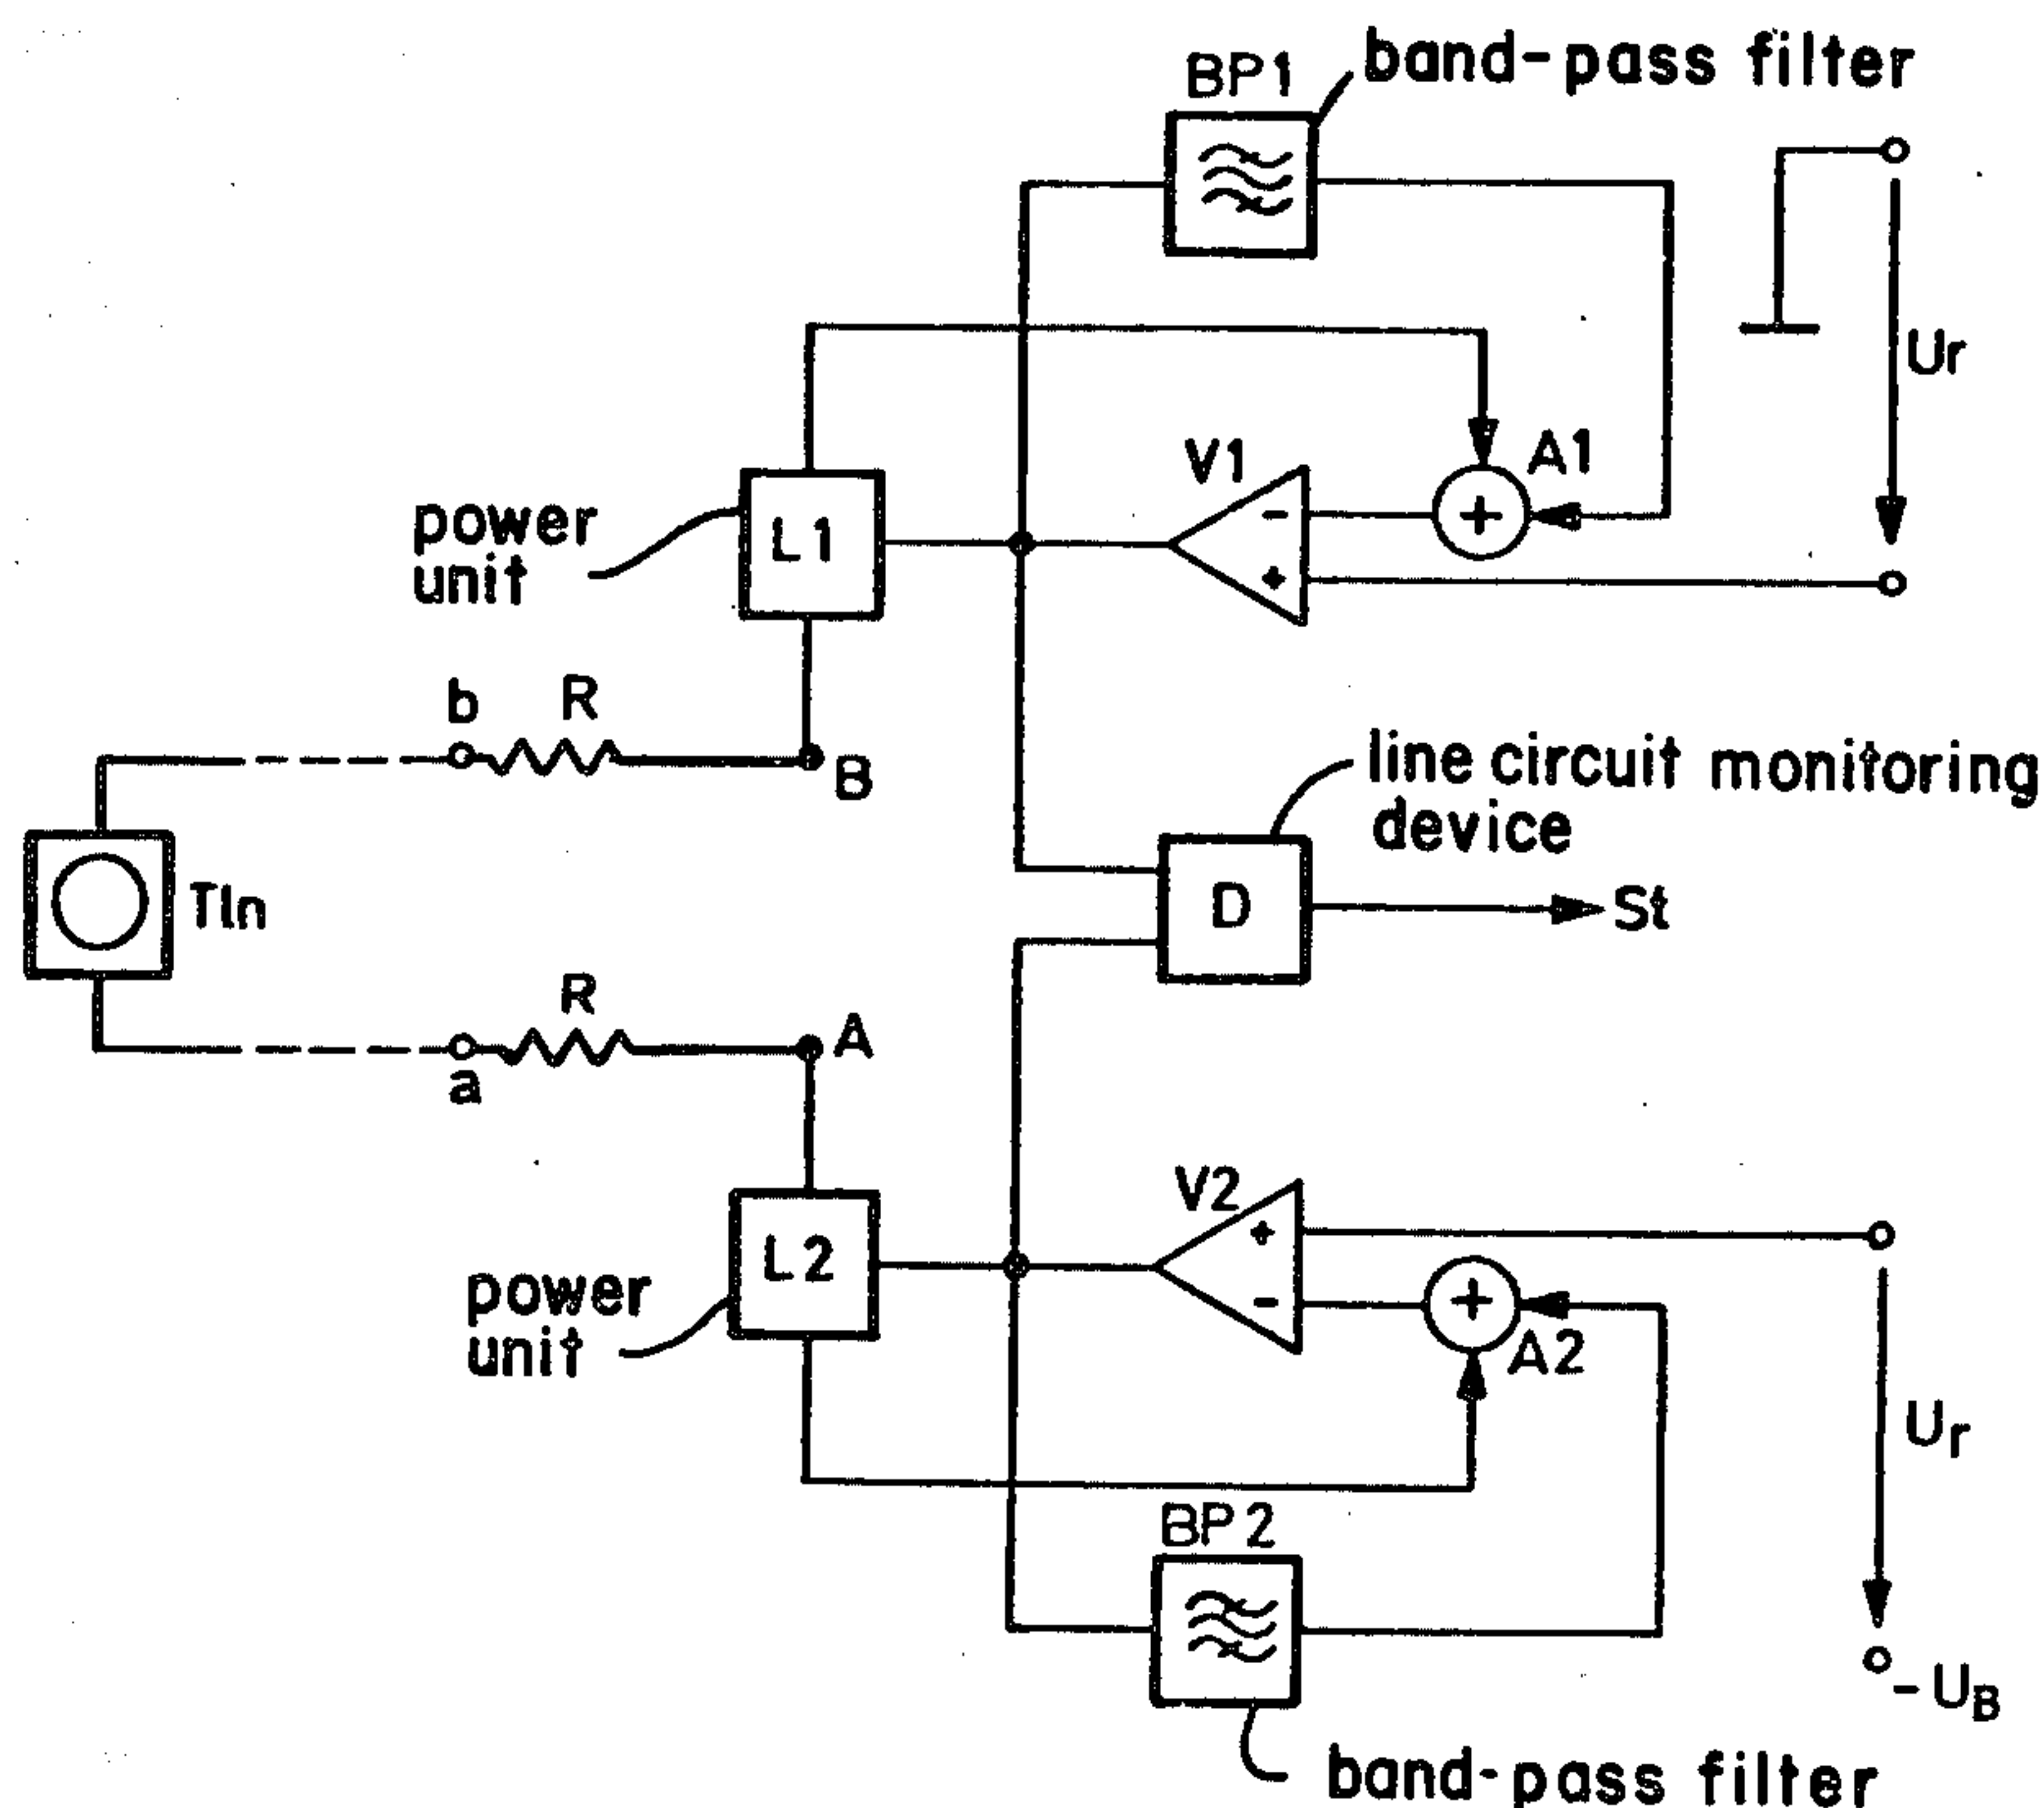 BP1
band-pass filter
Ur
V1
-
+
A1
+
power
unit
L1
b
R
B
line circuit monitoring
device
Tln
D
St
R
A
a
V2
+
-
+
A2
L2
power
unit
Ur
BP2
-UB
band-pass filter